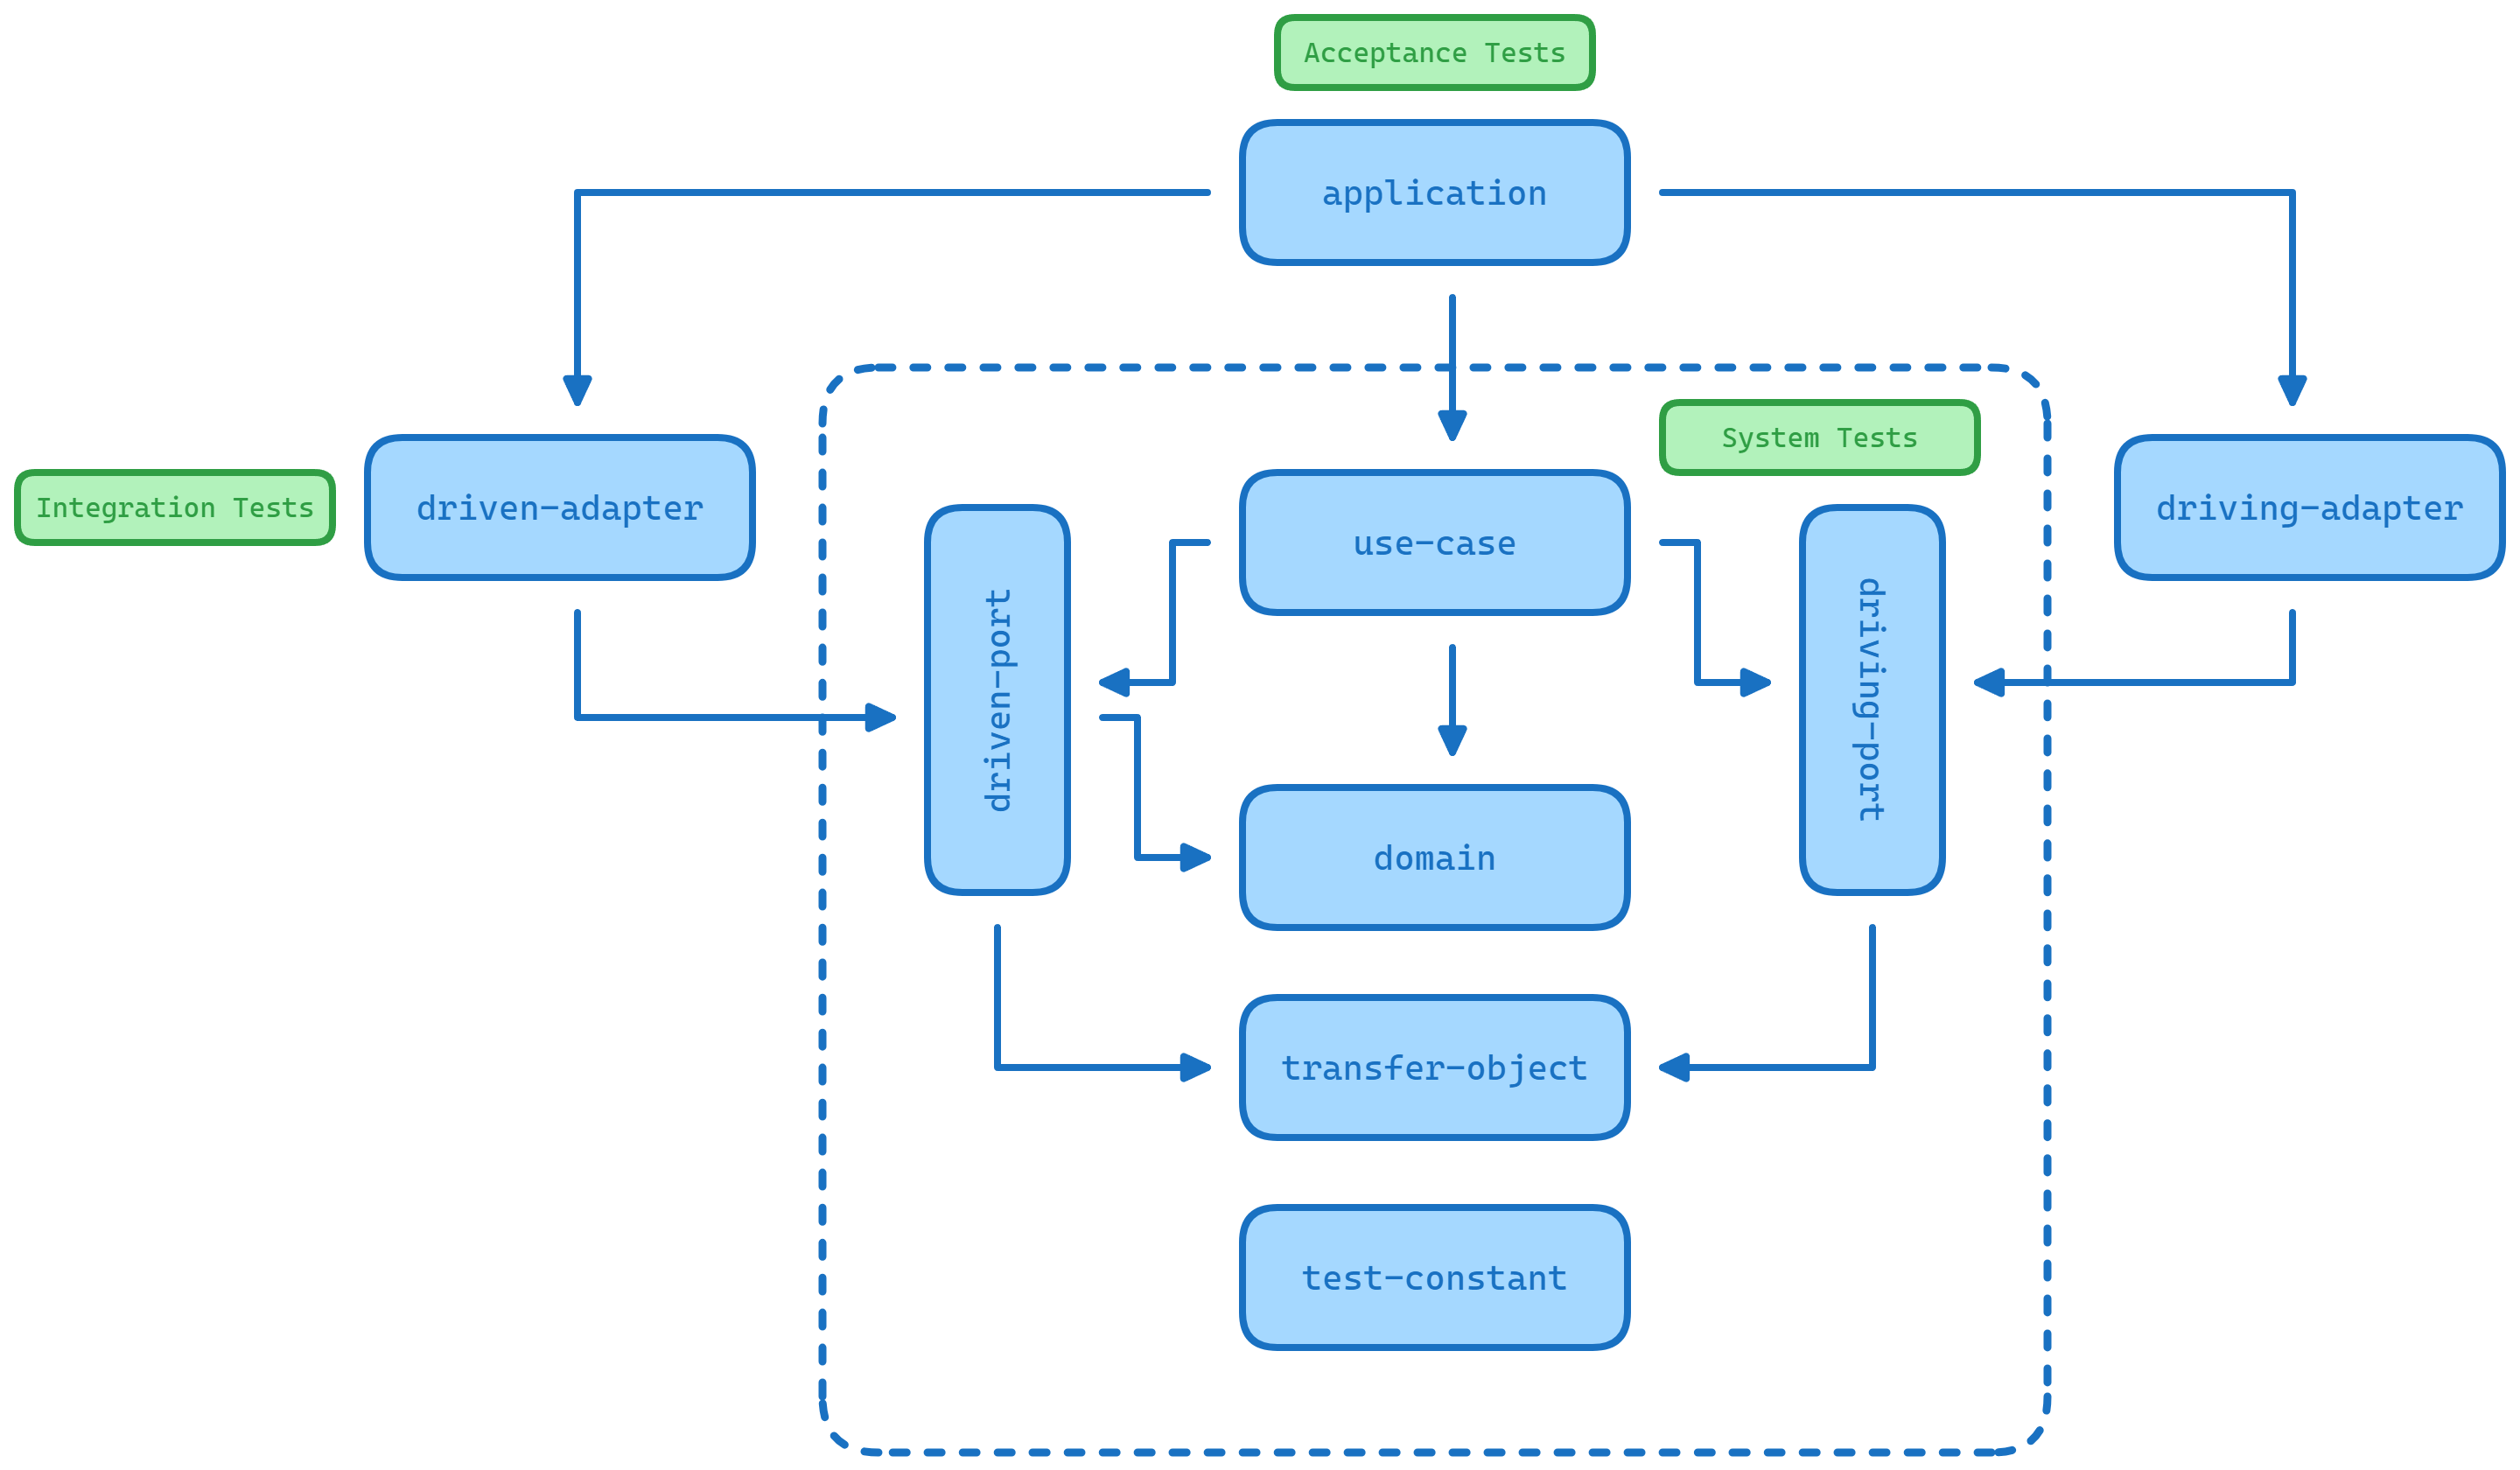 Acceptance Tests
application
System Tests
Integration Tests
driven-adapter
use-case
driving-adapter
driven-port
driving-port
domain
transfer-object
test-constant